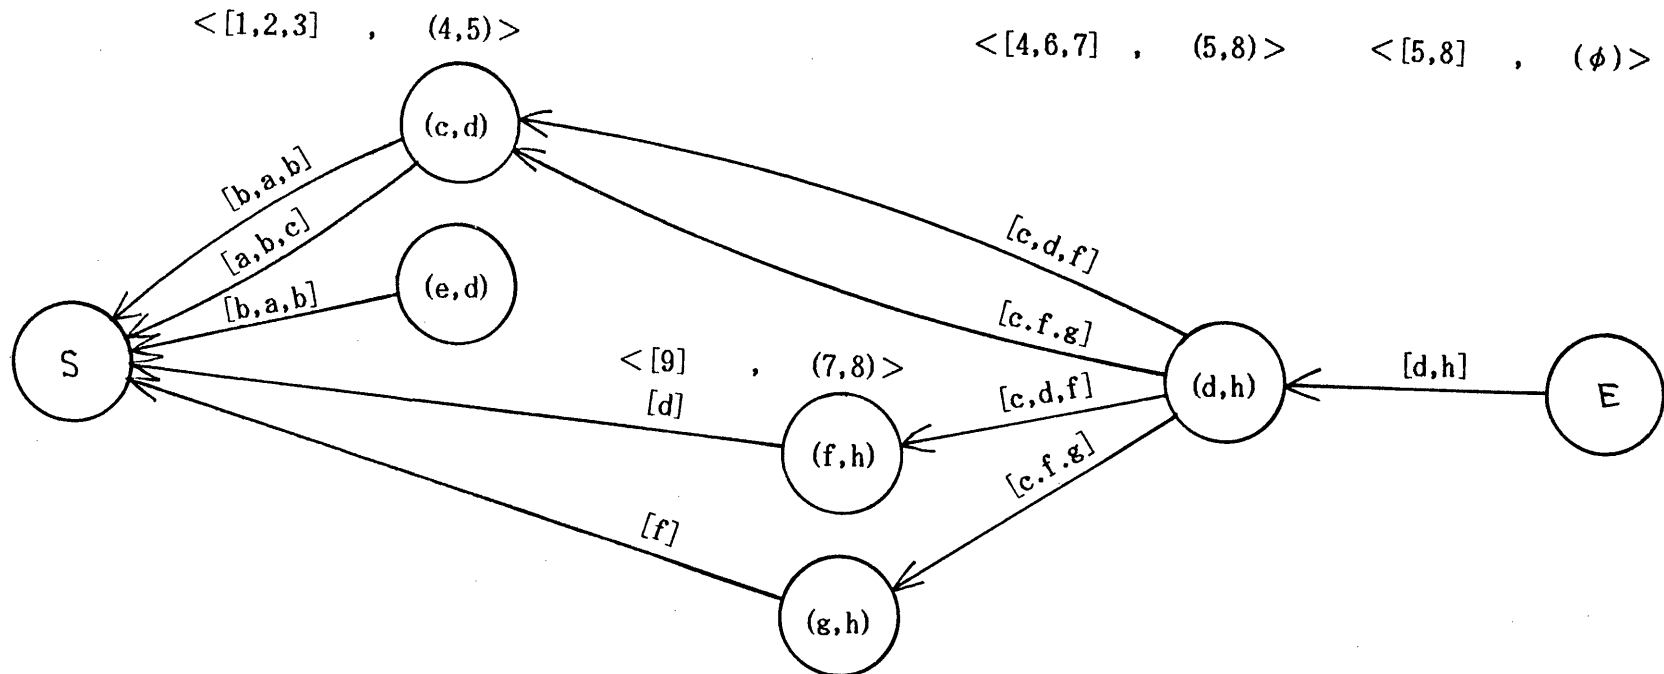 <[1,2,3] , (4,5)>
<[4,6,7] , (5,8)> <[5,8] , (ϕ)>
(c,d)
[b,a,b]
[a,b,c]
[c,d,f]
(e,d)
[b,a,b]
[c.f.g]
S
<[9] , (7,8)>
[d]
[c,d,f]
(d,h)
[d,h]
E
(f,h)
[c.f.g]
[f]
(g,h)